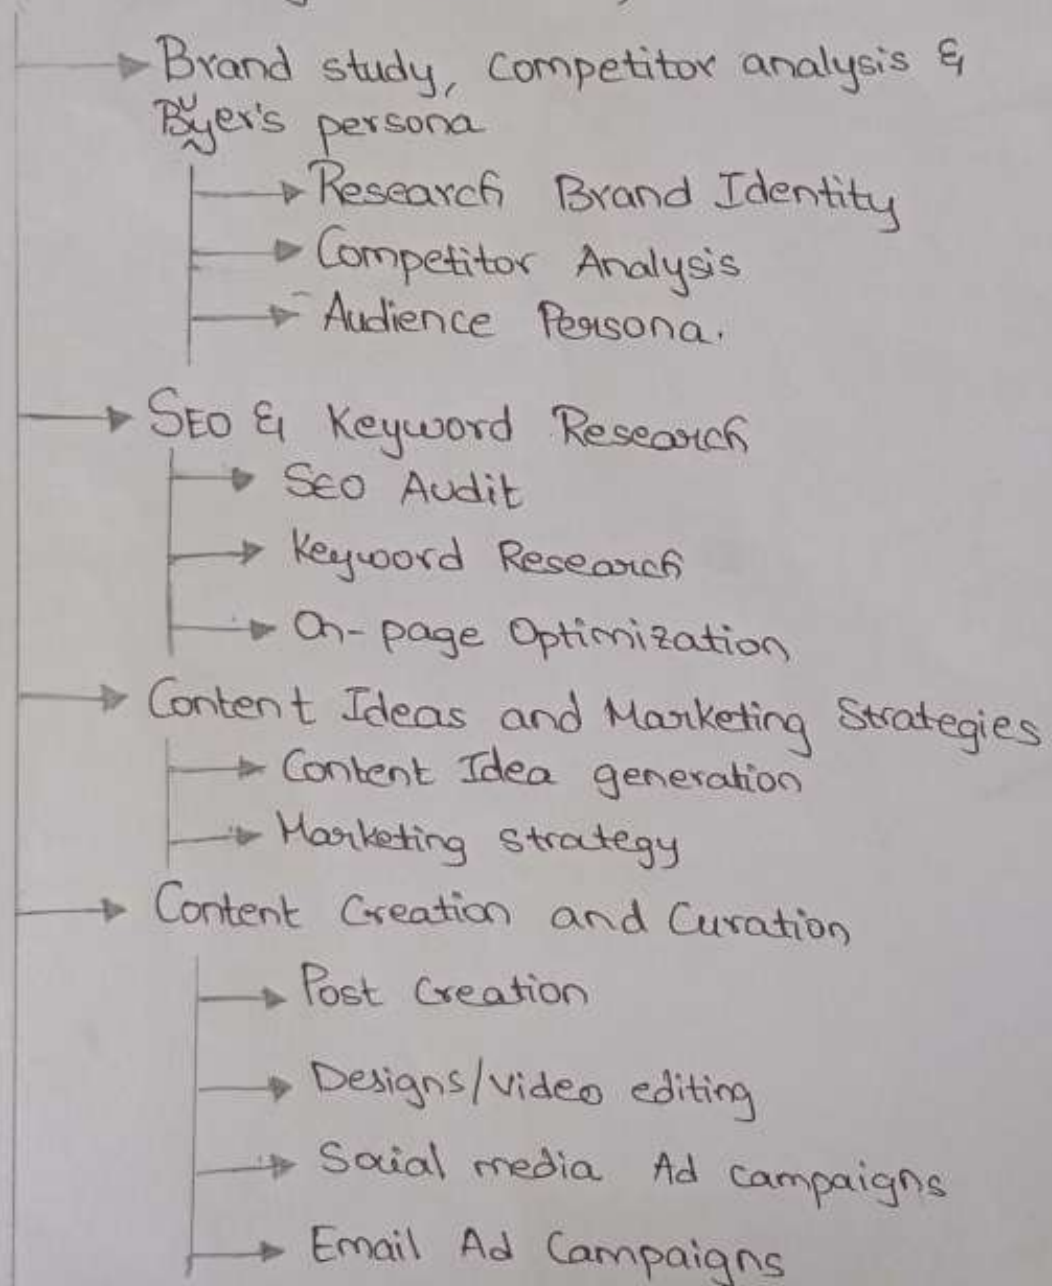 Brand study, competitor analysis &
Buyer's persona
Research Brand Identity
Competitor Analysis
Audience Persona.
SEO & Keyword Research
SEO Audit
Keyword Research
On-page Optimization
Content Ideas and Marketing Strategies
Content Idea generation
Marketing strategy
Content Creation and Curation
Post Creation
Designs/video editing
Social media Ad campaigns
Email Ad Campaigns